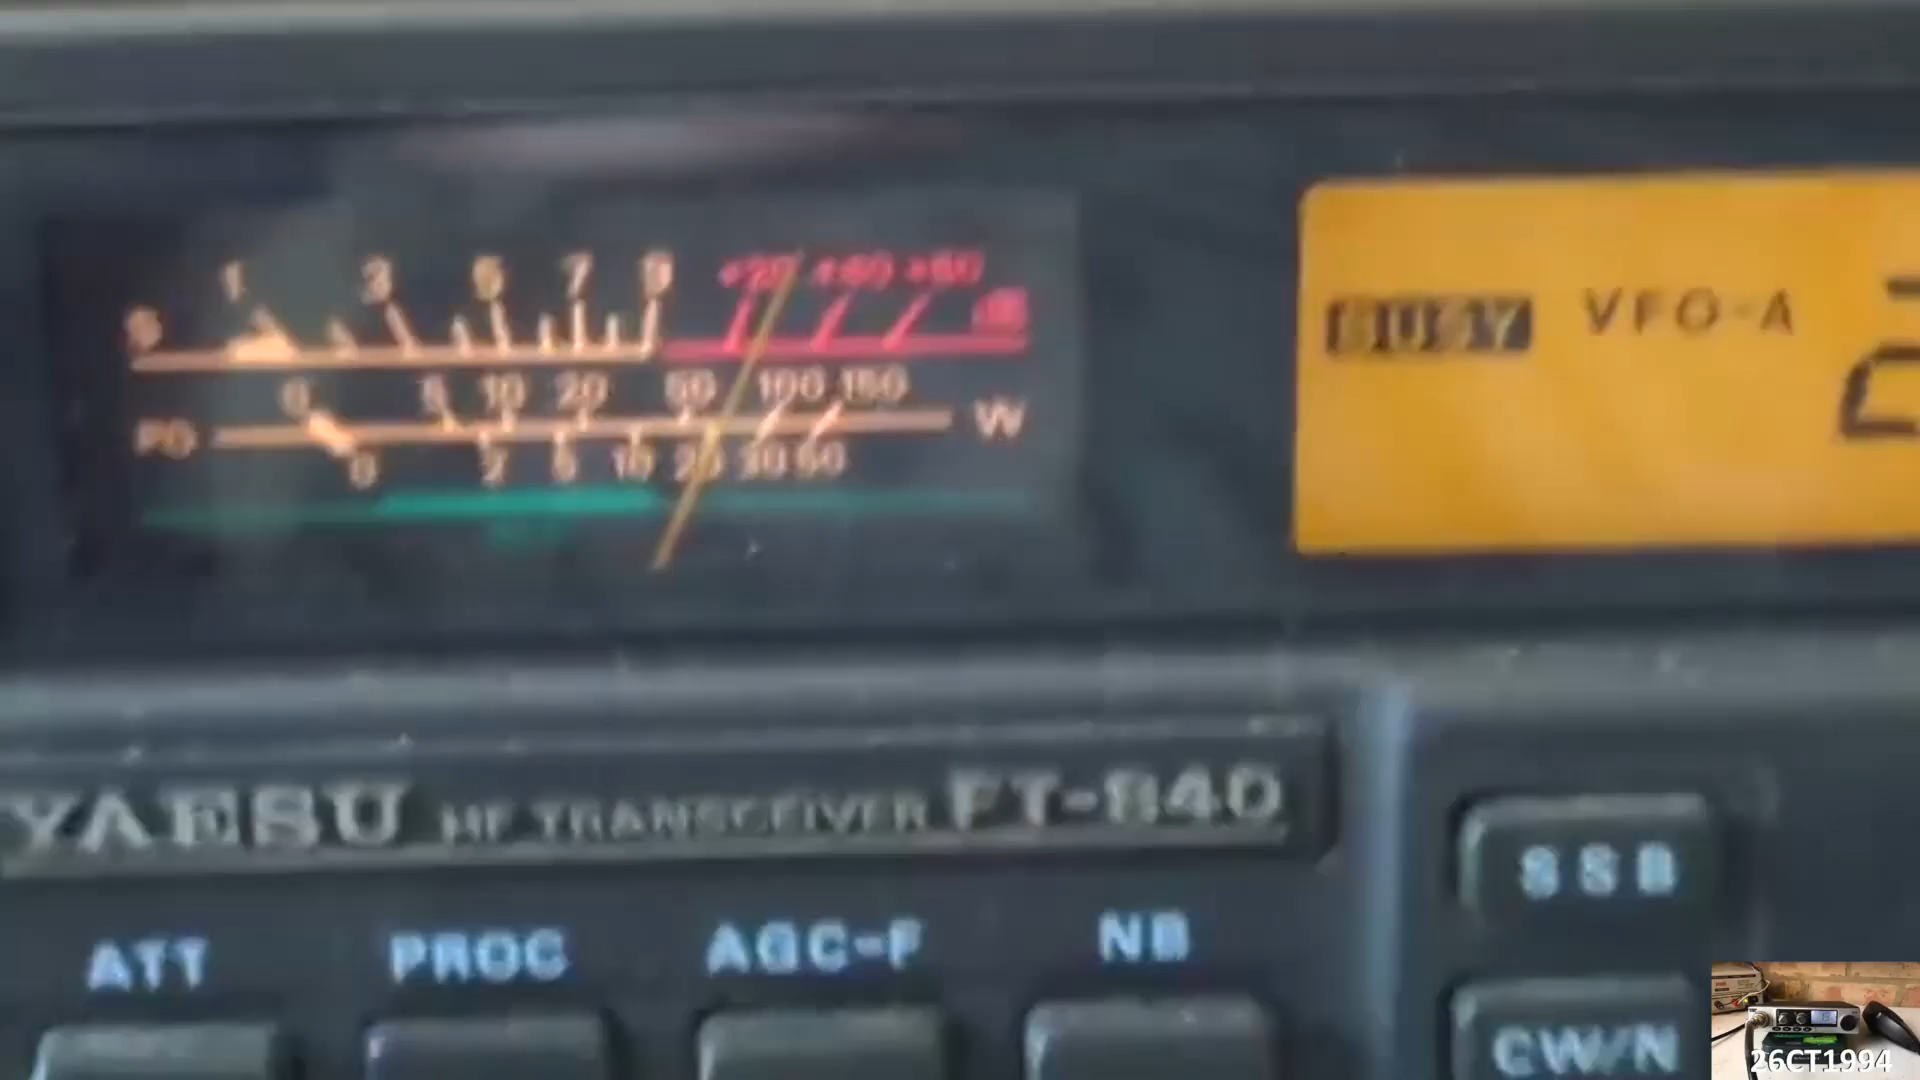 1 3 5 7 9 +20 +40 +60
S dB
0 5 10 20 50 100 150
PO W
0 2 5 10 20 30 50
BUSY VFO-A
YAESU HF TRANSCEIVER FT-840
SSB
ATT PROC AGC-F NB
CW/N
26CT1994